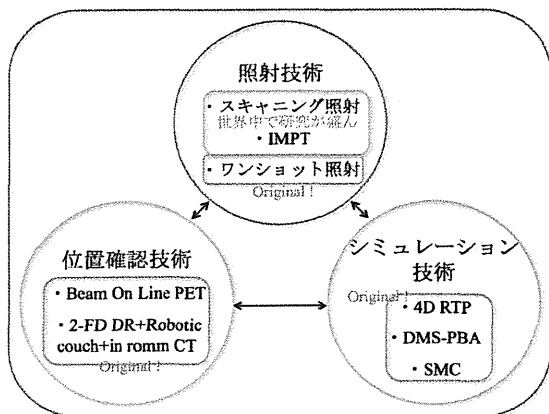 照射技術
・スキャニング照射
世界中で研究が盛ん
・IMPT
・ワンショット照射
Original !
位置確認技術
・Beam On Line PET
・2-FD DR+Robotic
couch+in romm CT
Original !
シミュレーション
技術
Original !
・4D RTP
・DMS-PBA
・SMC